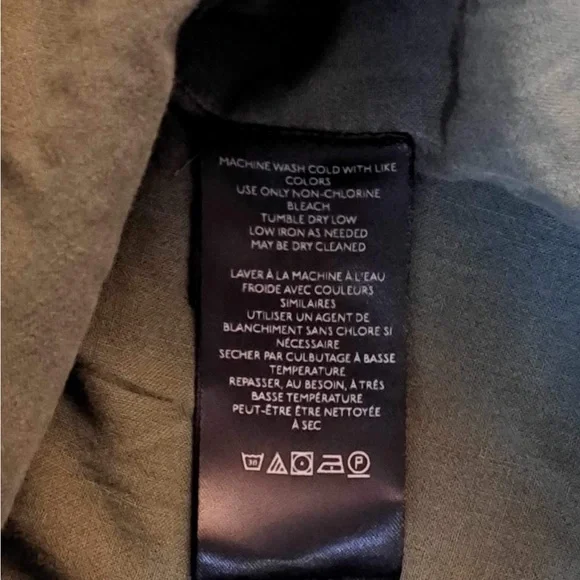 MACHINE WASH COLD WITH LIKE
COLORS
USE ONLY NON-CHLORINE
BLEACH
TUMBLE DRY LOW
LOW IRON AS NEEDED
MAY BE DRY CLEANED
LAVER À LA MACHINE À L'EAU
FROIDE AVEC COULEURS
SIMILAIRES
UTILISER UN AGENT DE
BLANCHIMENT SANS CHLORE SI
NÉCESSAIRE
SECHER PAR CULBUTAGE À BASSE
TEMPERATURE
REPASSER, AU BESOIN, À TRÈS
BASSE TEMPÉRATURE
PEUT-ÊTRE ÊTRE NETTOYÉE
À SEC
30 P